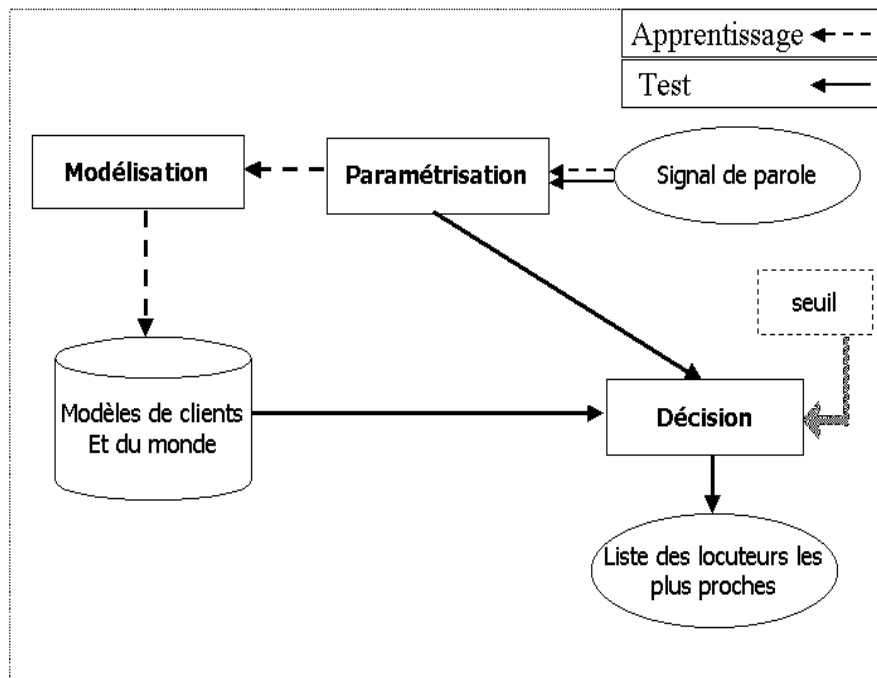 Apprentissage
Test
Modélisation
Paramétrisation
Signal de parole
seuil
Modèles de clients
Et du monde
Décision
Liste des locuteurs les
plus proches